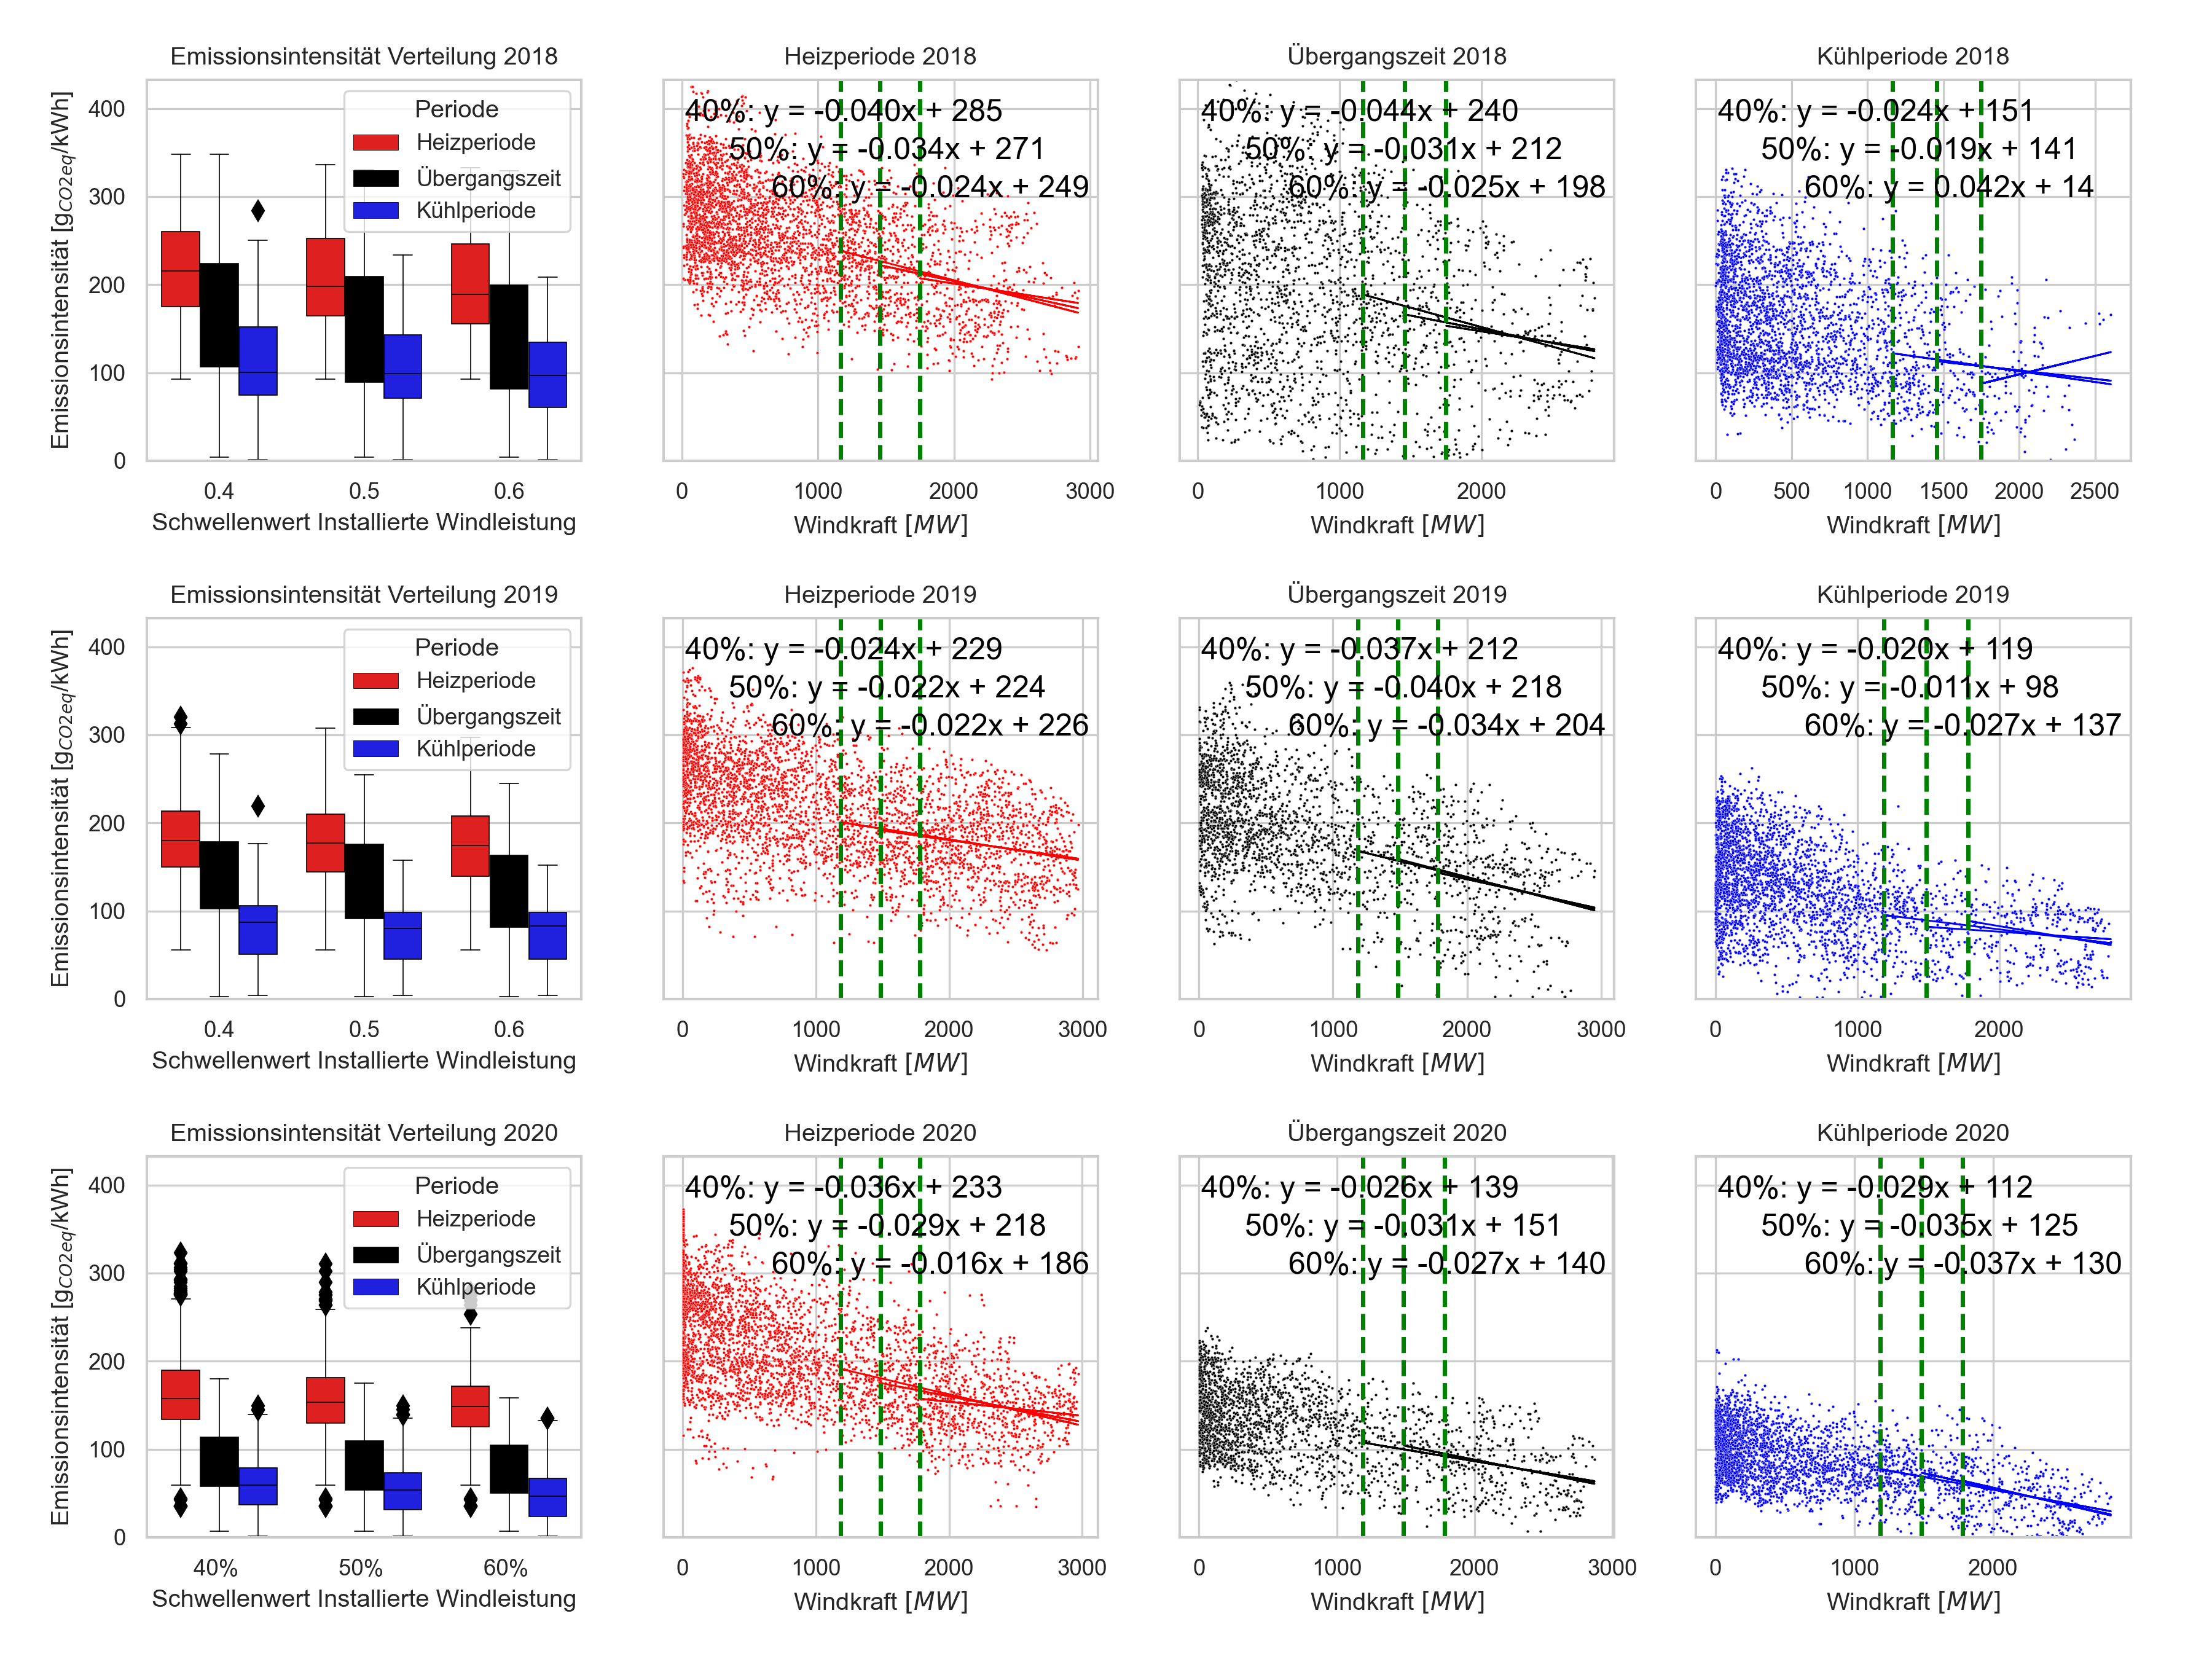 Emissionsintensität Verteilung 2018
Emissionsintensität [g_CO2eq/kWh]
400
300
200
100
0
Periode
Heizperiode
Übergangszeit
Kühlperiode
0.4 0.5 0.6
Schwellenwert Installierte Windleistung
Heizperiode 2018
40%: y = -0.040x + 285
50%: y = -0.034x + 271
60%: y = -0.024x + 249
0 1000 2000 3000
Windkraft [MW]
Übergangszeit 2018
40%: y = -0.044x + 240
50%: y = -0.031x + 212
60%: y = -0.025x + 198
0 1000 2000
Windkraft [MW]
Kühlperiode 2018
40%: y = -0.024x + 151
50%: y = -0.019x + 141
60%: y = 0.042x + 14
0 500 1000 1500 2000 2500
Windkraft [MW]
Emissionsintensität Verteilung 2019
Emissionsintensität [g_CO2eq/kWh]
400
300
200
100
0
Periode
Heizperiode
Übergangszeit
Kühlperiode
0.4 0.5 0.6
Schwellenwert Installierte Windleistung
Heizperiode 2019
40%: y = -0.024x + 229
50%: y = -0.022x + 224
60%: y = -0.022x + 226
0 1000 2000 3000
Windkraft [MW]
Übergangszeit 2019
40%: y = -0.037x + 212
50%: y = -0.040x + 218
60%: y = -0.034x + 204
0 1000 2000 3000
Windkraft [MW]
Kühlperiode 2019
40%: y = -0.020x + 119
50%: y = -0.011x + 98
60%: y = -0.027x + 137
0 1000 2000
Windkraft [MW]
Emissionsintensität Verteilung 2020
Emissionsintensität [g_CO2eq/kWh]
400
300
200
100
0
Periode
Heizperiode
Übergangszeit
Kühlperiode
40% 50% 60%
Schwellenwert Installierte Windleistung
Heizperiode 2020
40%: y = -0.036x + 233
50%: y = -0.029x + 218
60%: y = -0.016x + 186
0 1000 2000 3000
Windkraft [MW]
Übergangszeit 2020
40%: y = -0.026x + 139
50%: y = -0.031x + 151
60%: y = -0.027x + 140
0 1000 2000 3000
Windkraft [MW]
Kühlperiode 2020
40%: y = -0.029x + 112
50%: y = -0.035x + 125
60%: y = -0.037x + 130
0 1000 2000
Windkraft [MW]